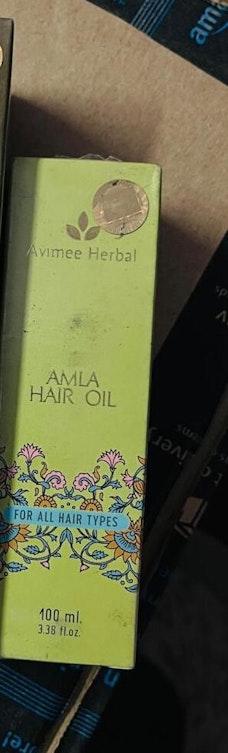 Avimee Herbal
AMLA
HAIR OIL
FOR ALL HAIR TYPES
100 ml.
3.38 fl.oz.